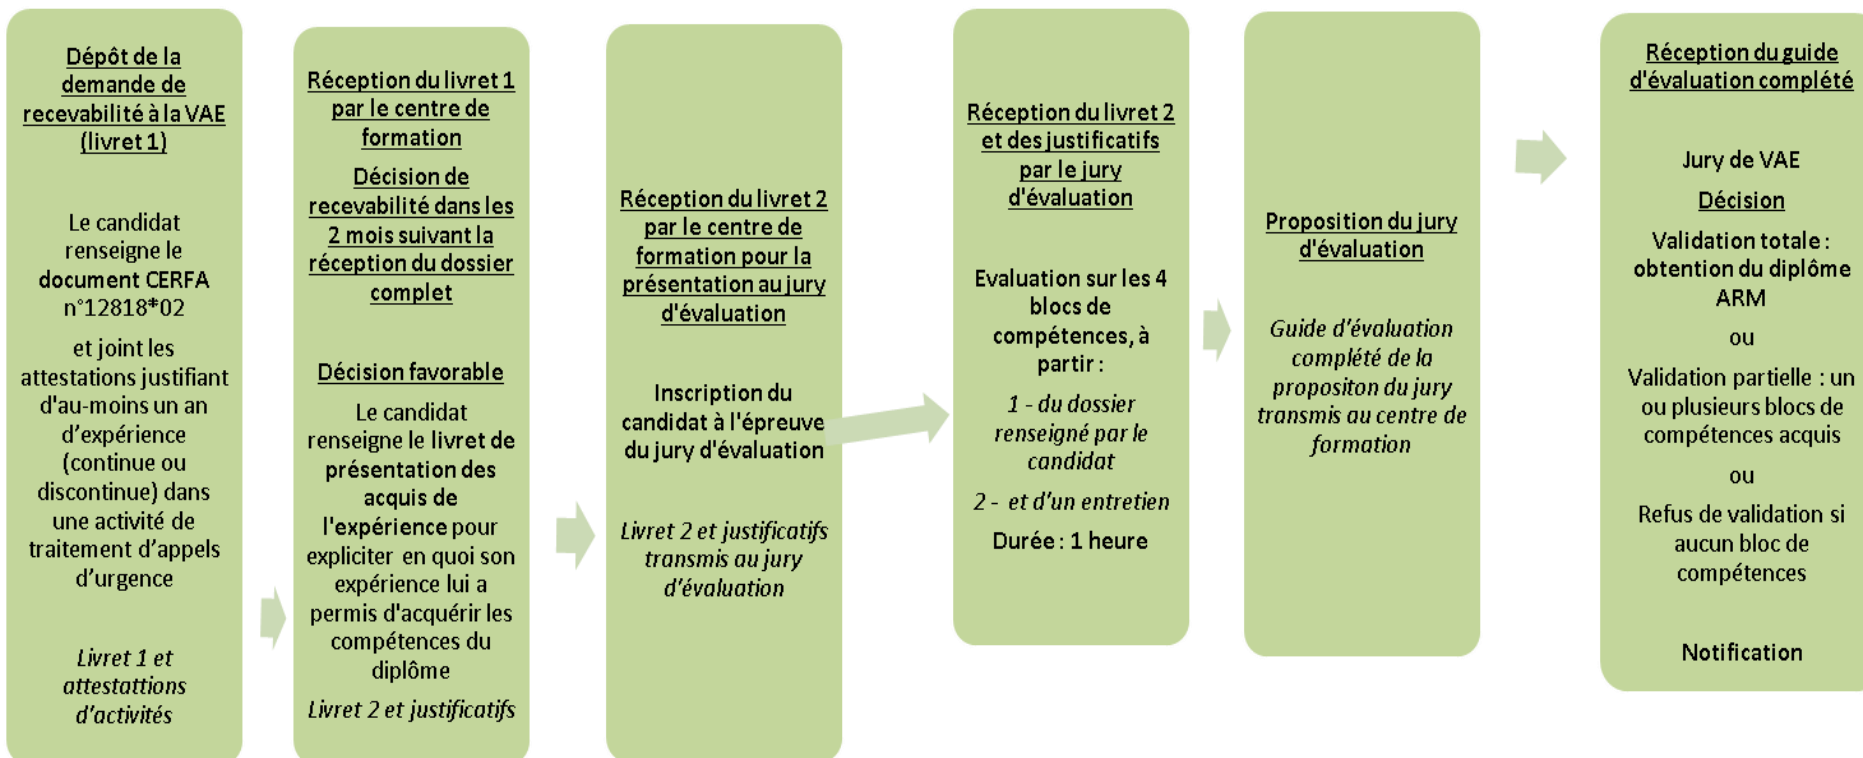 Dépôt de la
demande de
recevabilité à la VAE
(livret 1)
Le candidat
renseigne le
document CERFA
n°12818*02
et joint les
attestations justifiant
d'au-moins un an
d’expérience
(continue ou
discontinue) dans
une activité de
traitement d’appels
d’urgence
Livret 1 et
attestattions
d'activités
Réception du livret 1
par le centre de
formation
Décision de
recevabilité dans les
2 mois suivant la
réception du dossier
complet
Décision favorable
Le candidat
renseigne le livret de
présentation des
acquis de
l'expérience pour
expliciter en quoi son
expérience lui a
permis d'acquérir les
compétences du
diplôme
Livret 2 et justificatifs
Réception du livret 2
par le centre de
formation pour la
présentation au jury
d'évaluation
Inscription du
candidat à l'épreuve
du jury d'évaluation
Livret 2 et justificatifs
transmis au jury
d'évaluation
Réception du livret 2
et des justificatifs
par le jury
d'évaluation
Evaluation sur les 4
blocs de
compétences, à
partir :
1 - du dossier
renseigné par le
candidat
2 - et d’un entretien
Durée : 1 heure
Proposition du jury
d'évaluation
Guide d’évaluation
complété de la
propositon du jury
transmis au centre de
formation
Réception du guide
d'évaluation complété
Jury de VAE
Décision
Validation totale :
obtention du diplôme
ARM
ou
Validation partielle : un
ou plusieurs blocs de
compétences acquis
ou
Refus de validation si
aucun bloc de
compétences
Notification